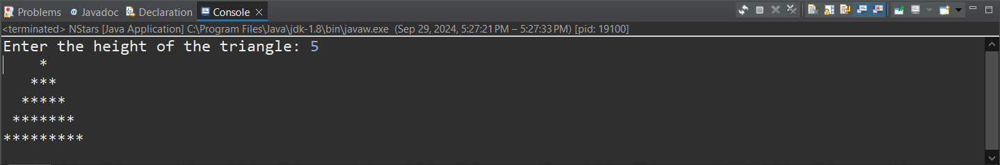 Problems @ Javadoc Declaration Console
<terminated> NStars [Java Application] C:\Program Files\Java\jdk-1.8\bin\javaw.exe (Sep 29, 2024, 5:27:21 PM – 5:27:33 PM) [pid: 19100]
Enter the height of the triangle: 5
    *
   ***
  *****
 *******
*********